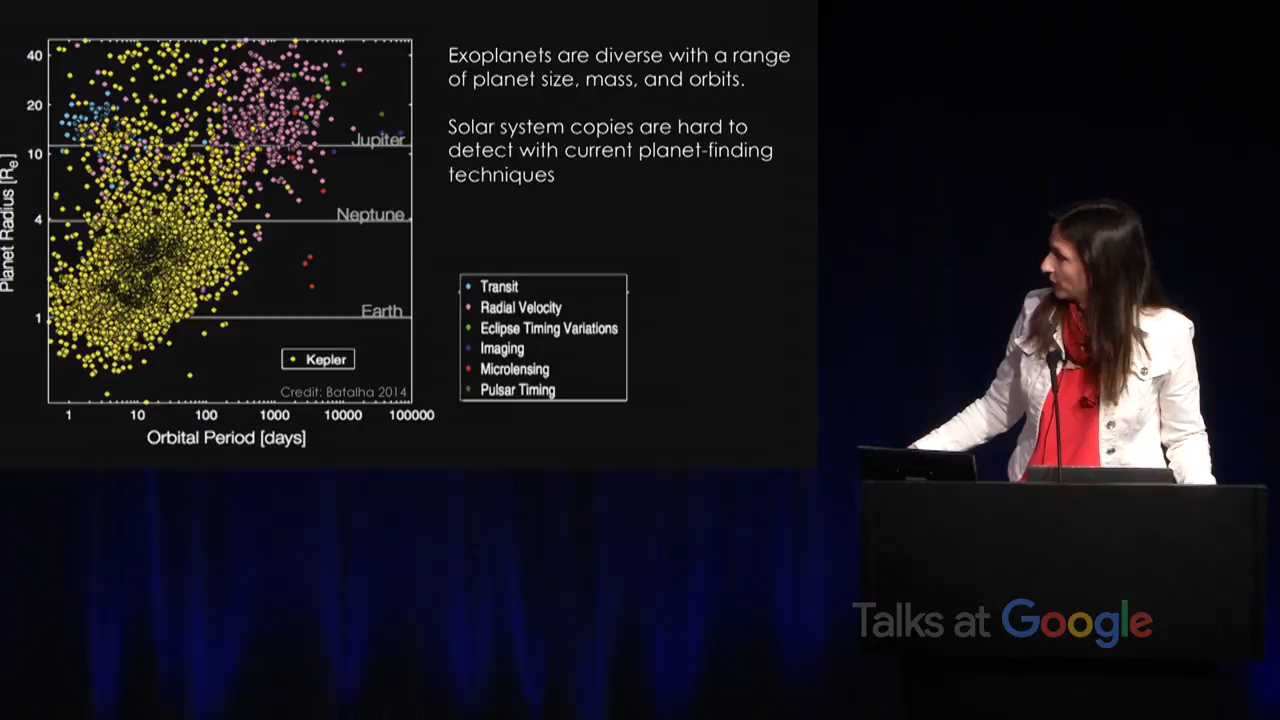 40
20
10
4
1
Planet Radius [Re]
Jupiter
Neptune
Earth
Kepler
Credit: Batalha 2014
1 10 100 1000 10000 100000
Orbital Period [days]
Exoplanets are diverse with a range
of planet size, mass, and orbits.
Solar system copies are hard to
detect with current planet-finding
techniques
Transit
Radial Velocity
Eclipse Timing Variations
Imaging
Microlensing
Pulsar Timing
Talks at Google